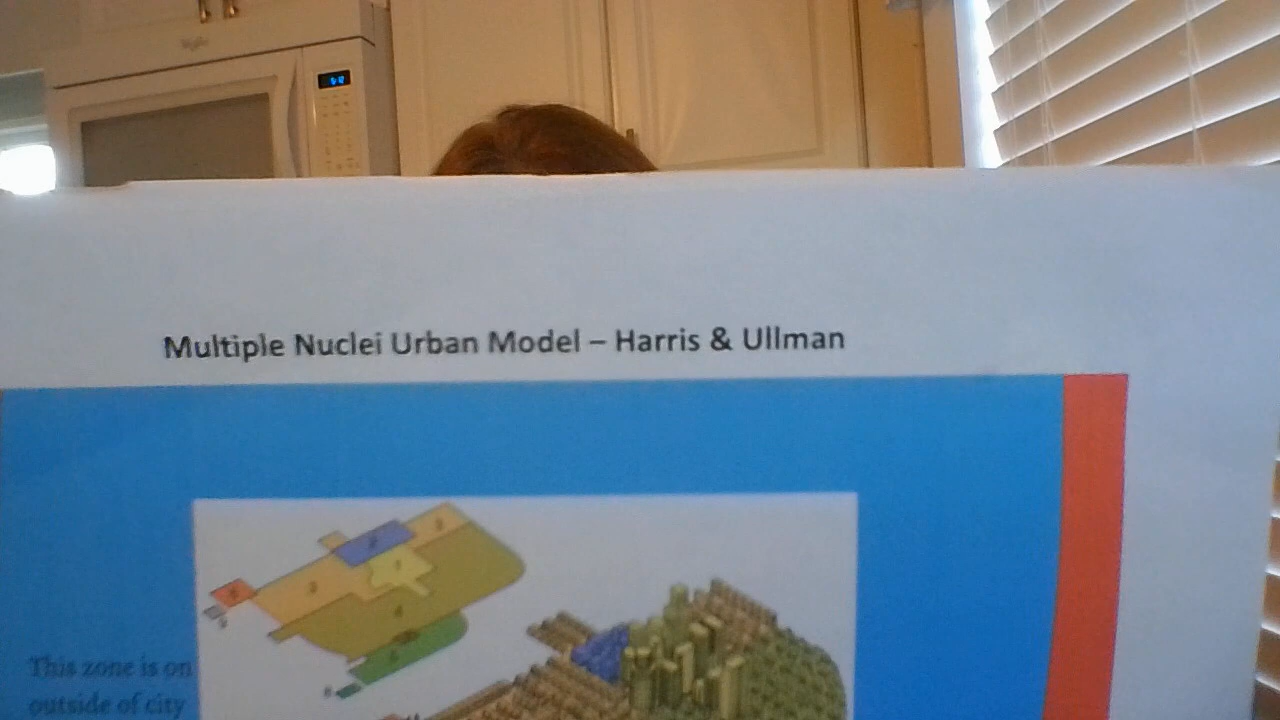 Multiple Nuclei Urban Model – Harris & Ullman
This zone is on
outside of city